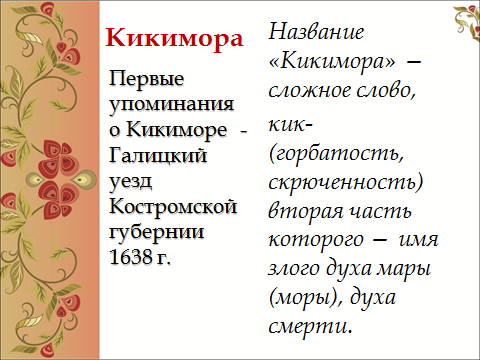 Кикимора
Первые
упоминания
о Кикиморе -
Галицкий
уезд
Костромской
губернии
1638 г.
Название
«Кикимора» —
сложное слово,
кик-
(горбатость,
скрюченность)
вторая часть
которого — имя
злого духа мары
(моры), духа
смерти.